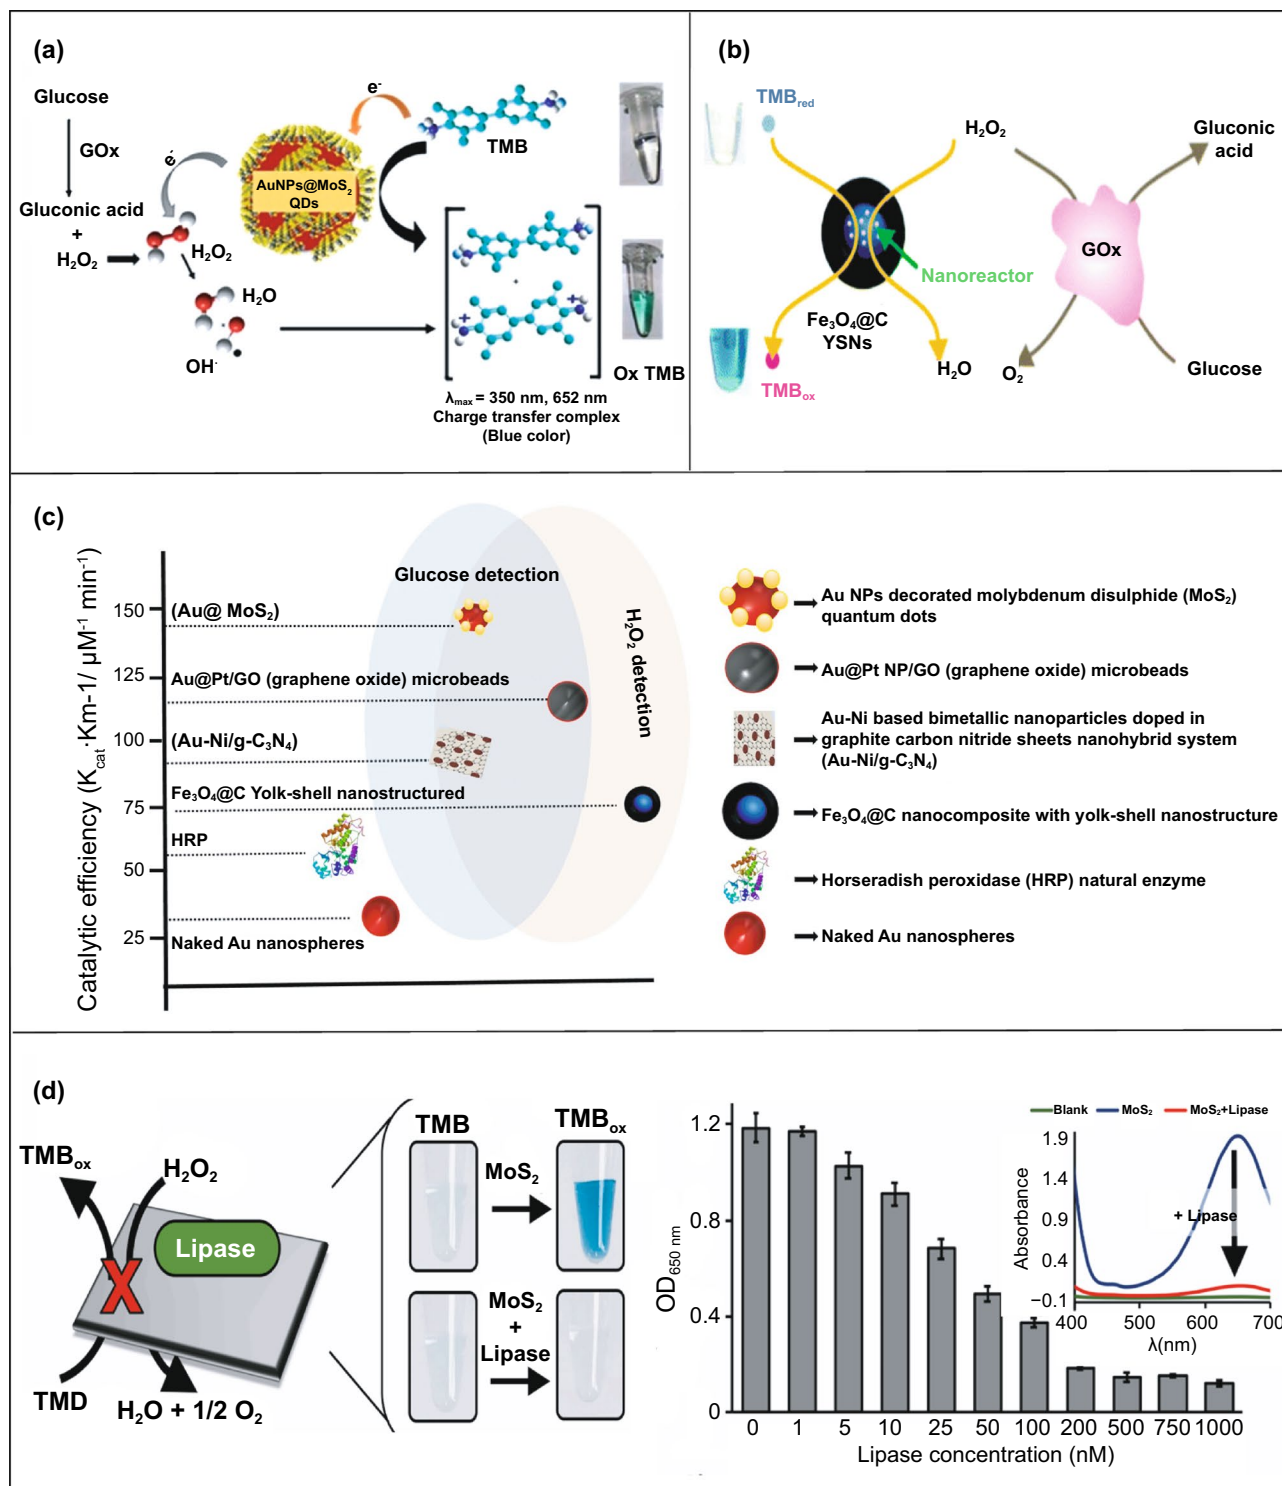 (a)
Glucose
GOx
Gluconic acid
+
H₂O₂
e⁻
e⁻
TMB
AuNPs@MoS₂
QDs
H₂O₂
H₂O
OH·
Ox TMB
λmax = 350 nm, 652 nm
Charge transfer complex
(Blue color)
(b)
TMBred
H₂O₂
Gluconic
acid
GOx
Nanoreactor
Fe₃O₄@C
YSNs
TMBox
H₂O
O₂
Glucose
(c)
Catalytic efficiency (Kcat·Km-1/ µM⁻¹ min⁻¹)
150
125
100
75
50
25
Glucose detection
H₂O₂ detection
(Au@ MoS₂)
Au@Pt/GO (graphene oxide) microbeads
(Au-Ni/g-C₃N₄)
Fe₃O₄@C Yolk-shell nanostructured
HRP
Naked Au nanospheres
Au NPs decorated molybdenum disulphide (MoS₂)
quantum dots
Au@Pt NP/GO (graphene oxide) microbeads
Au-Ni based bimetallic nanoparticles doped in
graphite carbon nitride sheets nanohybrid system
(Au-Ni/g-C₃N₄)
Fe₃O₄@C nanocomposite with yolk-shell nanostructure
Horseradish peroxidase (HRP) natural enzyme
Naked Au nanospheres
(d)
TMBox
H₂O₂
Lipase
X
TMD
H₂O + 1/2 O₂
TMB
TMBox
MoS₂
MoS₂
+
Lipase
OD650 nm
1.2
0.8
0.4
0
0 1 5 10 25 50 100 200 500 750 1000
Lipase concentration (nM)
Blank MoS₂ MoS₂+Lipase
Absorbance
1.9
1.4
0.9
0.4
−0.1
+ Lipase
400 500 600 700
λ(nm)